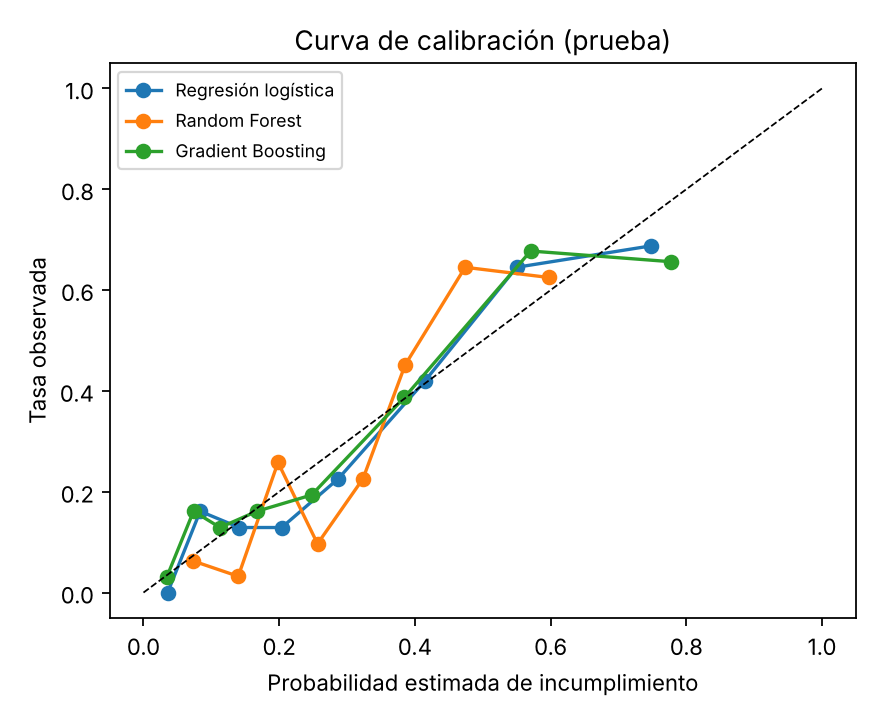 Curva de calibración (prueba)
Regresión logística
Random Forest
Gradient Boosting
1.0
0.8
0.6
0.4
0.2
0.0
Tasa observada
0.0 0.2 0.4 0.6 0.8 1.0
Probabilidad estimada de incumplimiento